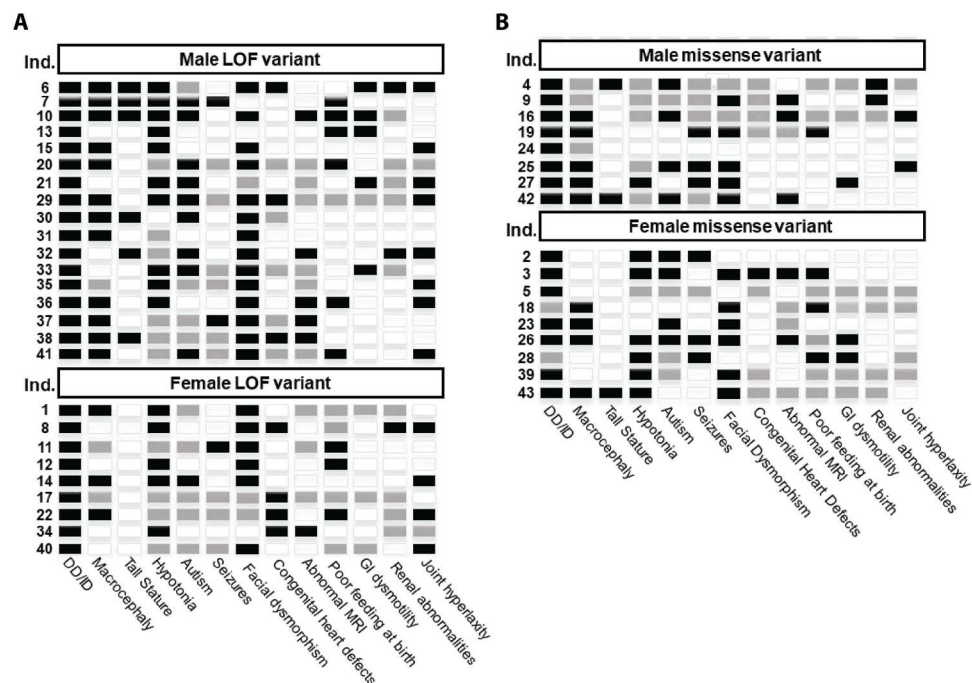 A
Ind.
Male LOF variant
6
7
10
13
15
20
21
29
30
31
32
33
35
36
37
38
41
Ind.
Female LOF variant
1
8
11
12
14
17
22
34
40
DD/ID
Macrocephaly
Tall Stature
Hypotonia
Autism
Seizures
Facial dysmorphism
Congenital heart defects
Abnormal MRI
Poor feeding at birth
GI dysmotility
Renal abnormalities
Joint hyperlaxity
B
Ind.
Male missense variant
4
9
16
19
24
25
27
42
Ind.
Female missense variant
2
3
5
18
23
26
28
39
43
DD/ID
Macrocephaly
Tall Stature
Hypotonia
Autism
Seizures
Facial Dysmorphism
Congenital Heart Defects
Abnormal MRI
Poor feeding at birth
GI dysmotility
Renal abnormalities
Joint hyperlaxity